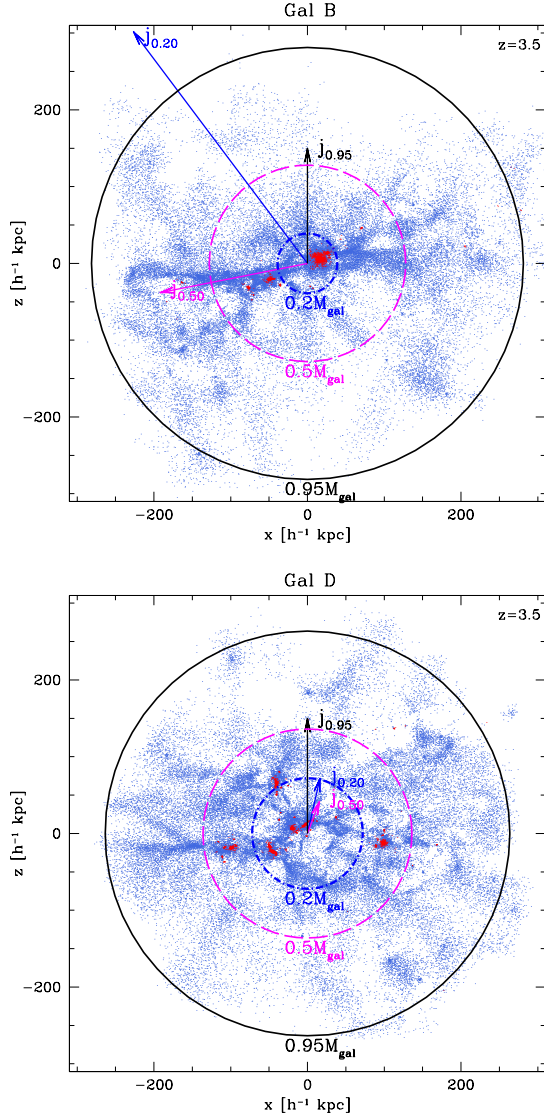 Gal B
j0.20
z=3.5
200
j0.95
z [h⁻¹ kpc]
0
j0.50
0.2Mgal
0.5Mgal
−200
0.95Mgal
−200 0 200
x [h⁻¹ kpc]
Gal D
z=3.5
200
j0.95
j0.20
j0.50
z [h⁻¹ kpc]
0
0.2Mgal
0.5Mgal
−200
0.95Mgal
−200 0 200
x [h⁻¹ kpc]